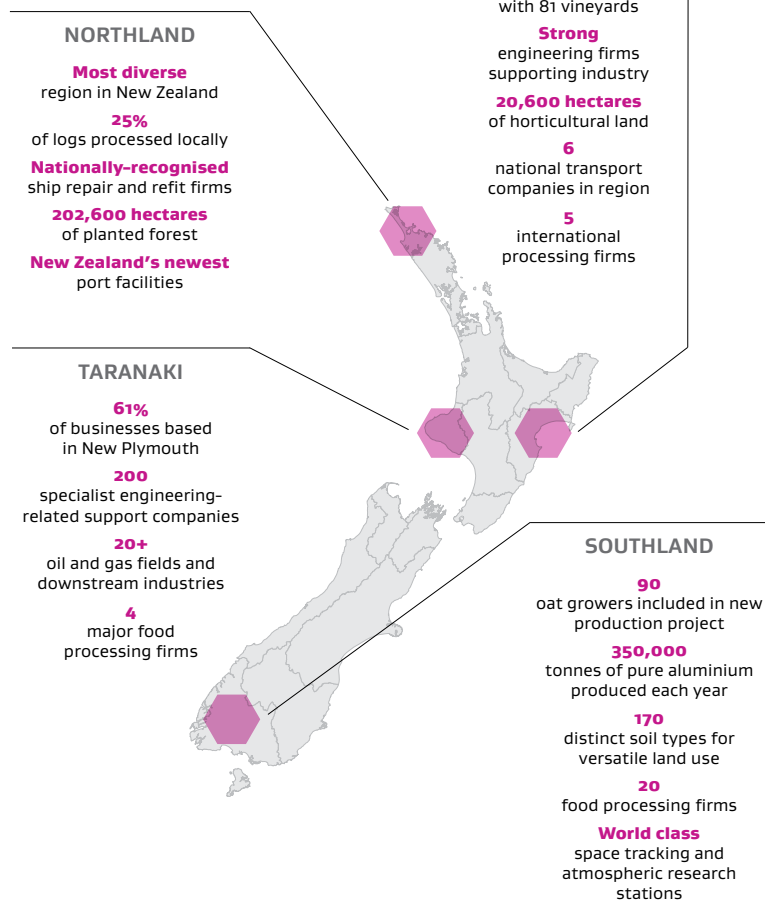 NORTHLAND
Most diverse
region in New Zealand
25%
of logs processed locally
Nationally-recognised
ship repair and refit firms
202,600 hectares
of planted forest
New Zealand's newest
port facilities
with 81 vineyards
Strong
engineering firms
supporting industry
20,600 hectares
of horticultural land
6
national transport
companies in region
5
international
processing firms
TARANAKI
61%
of businesses based
in New Plymouth
200
specialist engineering-
related support companies
20+
oil and gas fields and
downstream industries
4
major food
processing firms
SOUTHLAND
90
oat growers included in new
production project
350,000
tonnes of pure aluminium
produced each year
170
distinct soil types for
versatile land use
20
food processing firms
World class
space tracking and
atmospheric research
stations